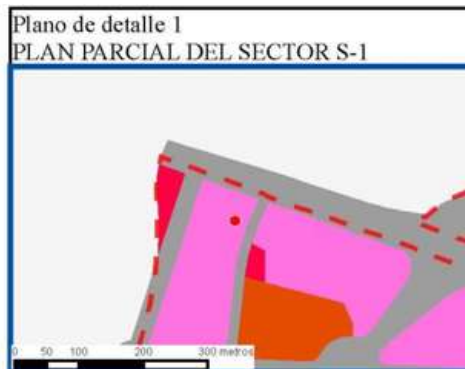 Plano de detalle 1
PLAN PARCIAL DEL SECTOR S-1
0 50 100 200 300 metros